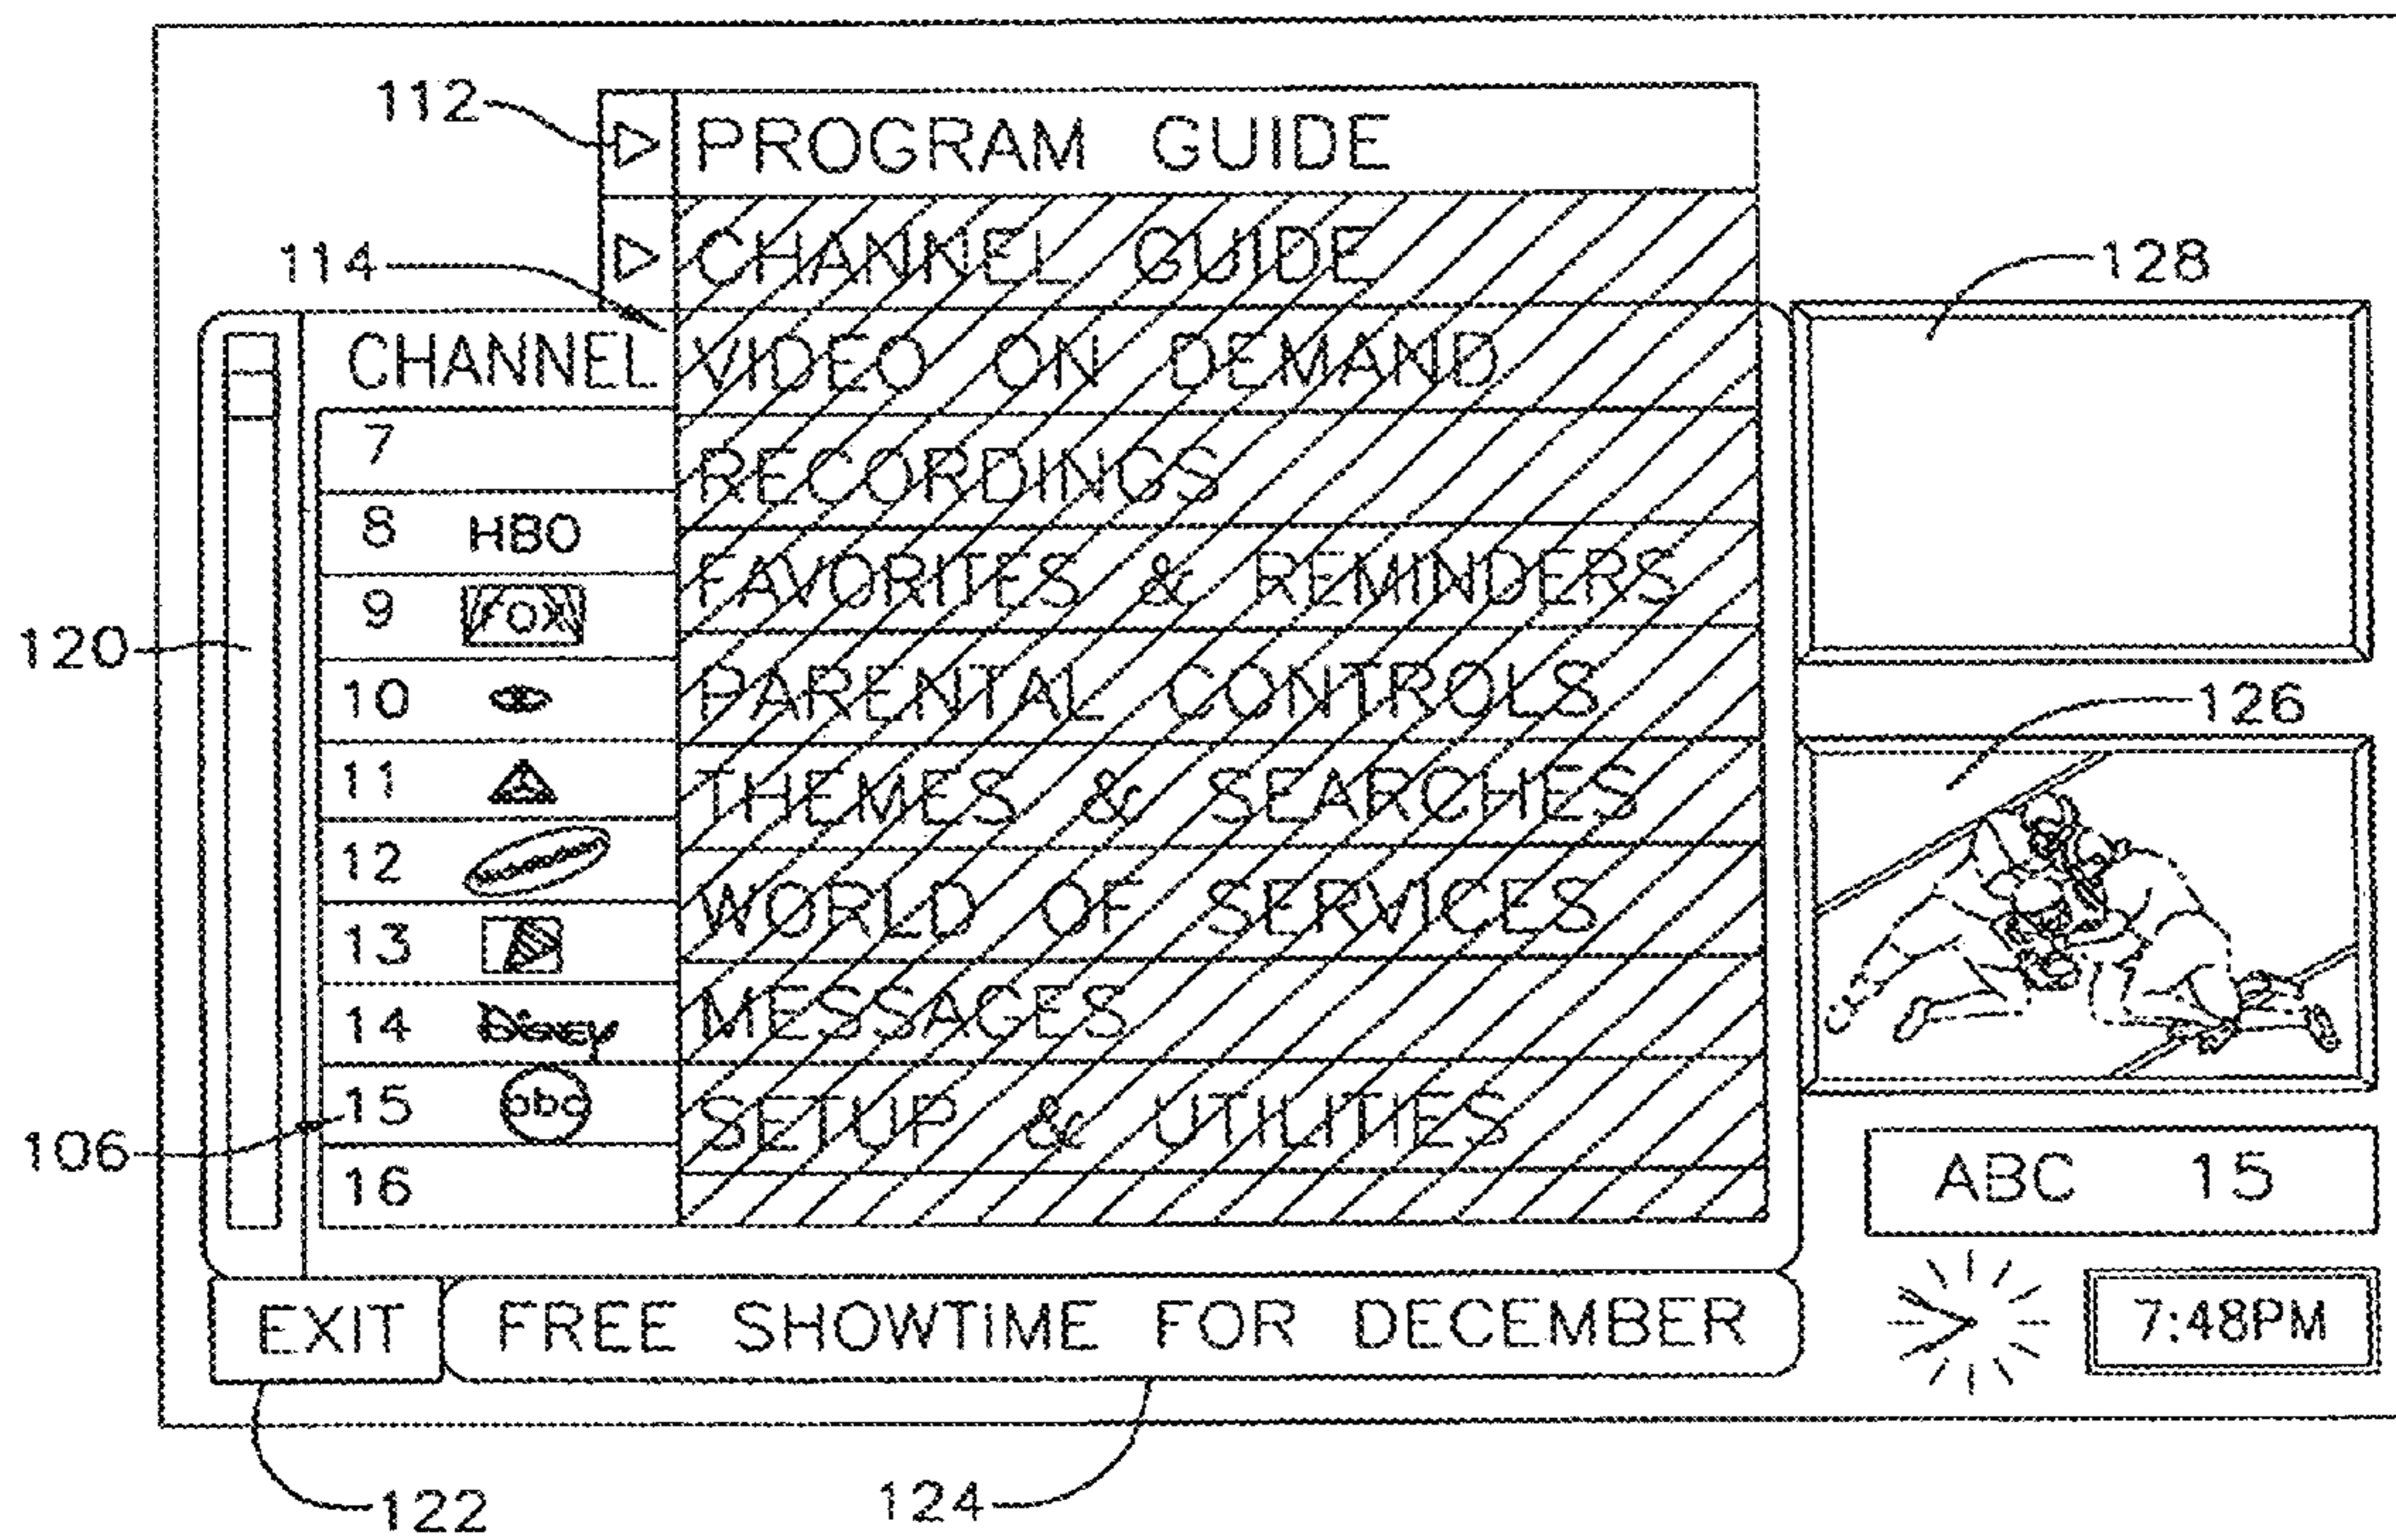 112
PROGRAM GUIDE
114
CHANNEL GUIDE
128
CHANNEL
VIDEO ON DEMAND
7
RECORDINGS
8 HBO
FAVORITES & REMINDERS
9 FOX
120
PARENTAL CONTROLS
10
126
11
THEMES & SEARCHES
12
WORLD OF SERVICES
13
MESSAGES
14 Disney
15 abc
SETUP & UTILITIES
106
16
ABC 15
EXIT
FREE SHOWTIME FOR DECEMBER
7:48PM
122
124